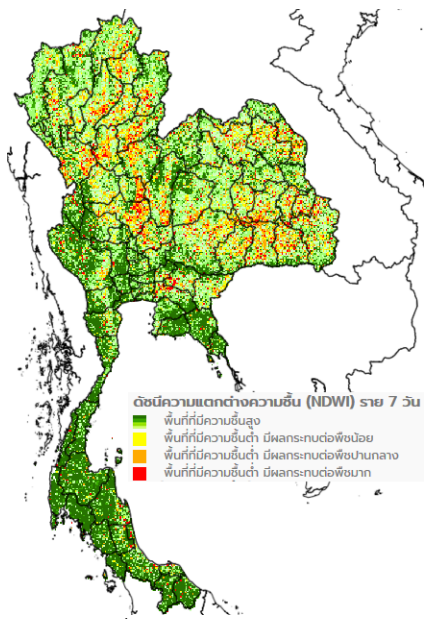 ดัชนีความแตกต่างความชื้น (NDWI) ราย 7 วัน
พื้นที่ที่มีความชื้นสูง
พื้นที่ที่มีความชื้นต่ำ มีผลกระทบต่อพืชน้อย
พื้นที่ที่มีความชื้นต่ำ มีผลกระทบต่อพืชปานกลาง
พื้นที่ที่มีความชื้นต่ำ มีผลกระทบต่อพืชมาก